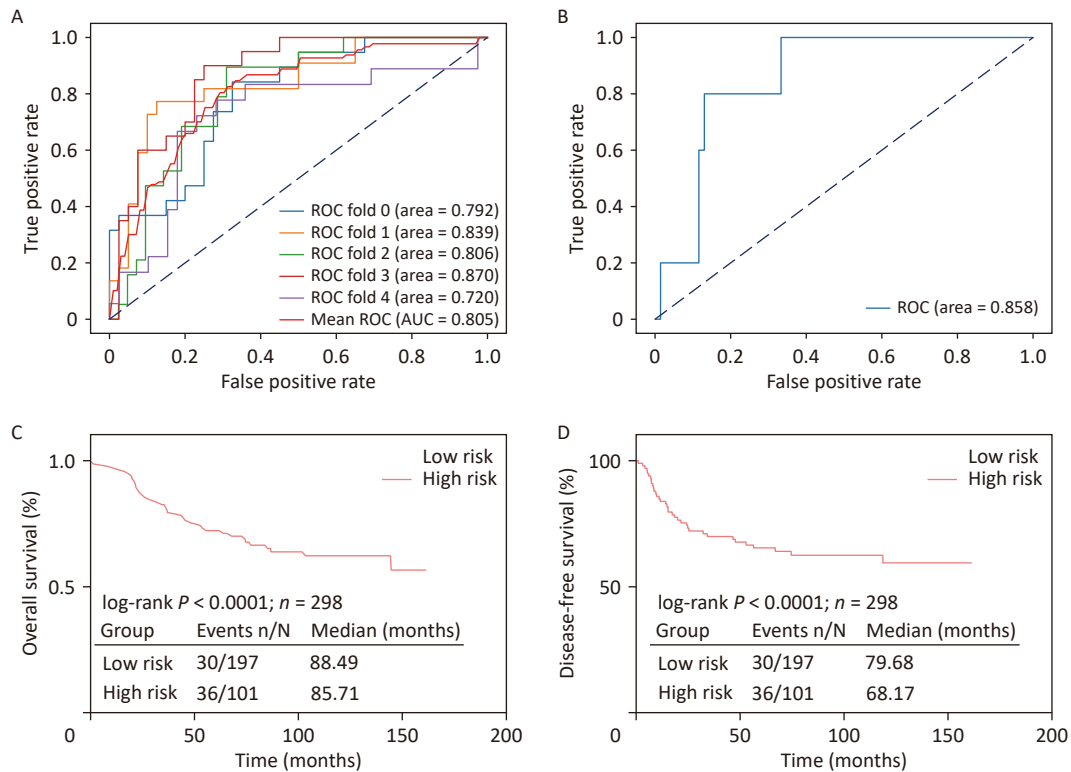 A
True positive rate
1.0
0.8
0.6
0.4
0.2
0
0
0.2
0.4
0.6
0.8
1.0
False positive rate
ROC fold 0 (area = 0.792)
ROC fold 1 (area = 0.839)
ROC fold 2 (area = 0.806)
ROC fold 3 (area = 0.870)
ROC fold 4 (area = 0.720)
Mean ROC (AUC = 0.805)
B
True positive rate
1.0
0.8
0.6
0.4
0.2
0
0
0.2
0.4
0.6
0.8
1.0
False positive rate
ROC (area = 0.858)
C
Overall survival (%)
1.0
0.5
0
50
100
150
200
Time (months)
Low risk
High risk
log-rank P < 0.0001; n = 298
Group Events n/N Median (months)
Low risk 30/197 88.49
High risk 36/101 85.71
D
Disease-free survival (%)
100
50
0
50
100
150
200
Time (months)
Low risk
High risk
log-rank P < 0.0001; n = 298
Group Events n/N Median (months)
Low risk 30/197 79.68
High risk 36/101 68.17